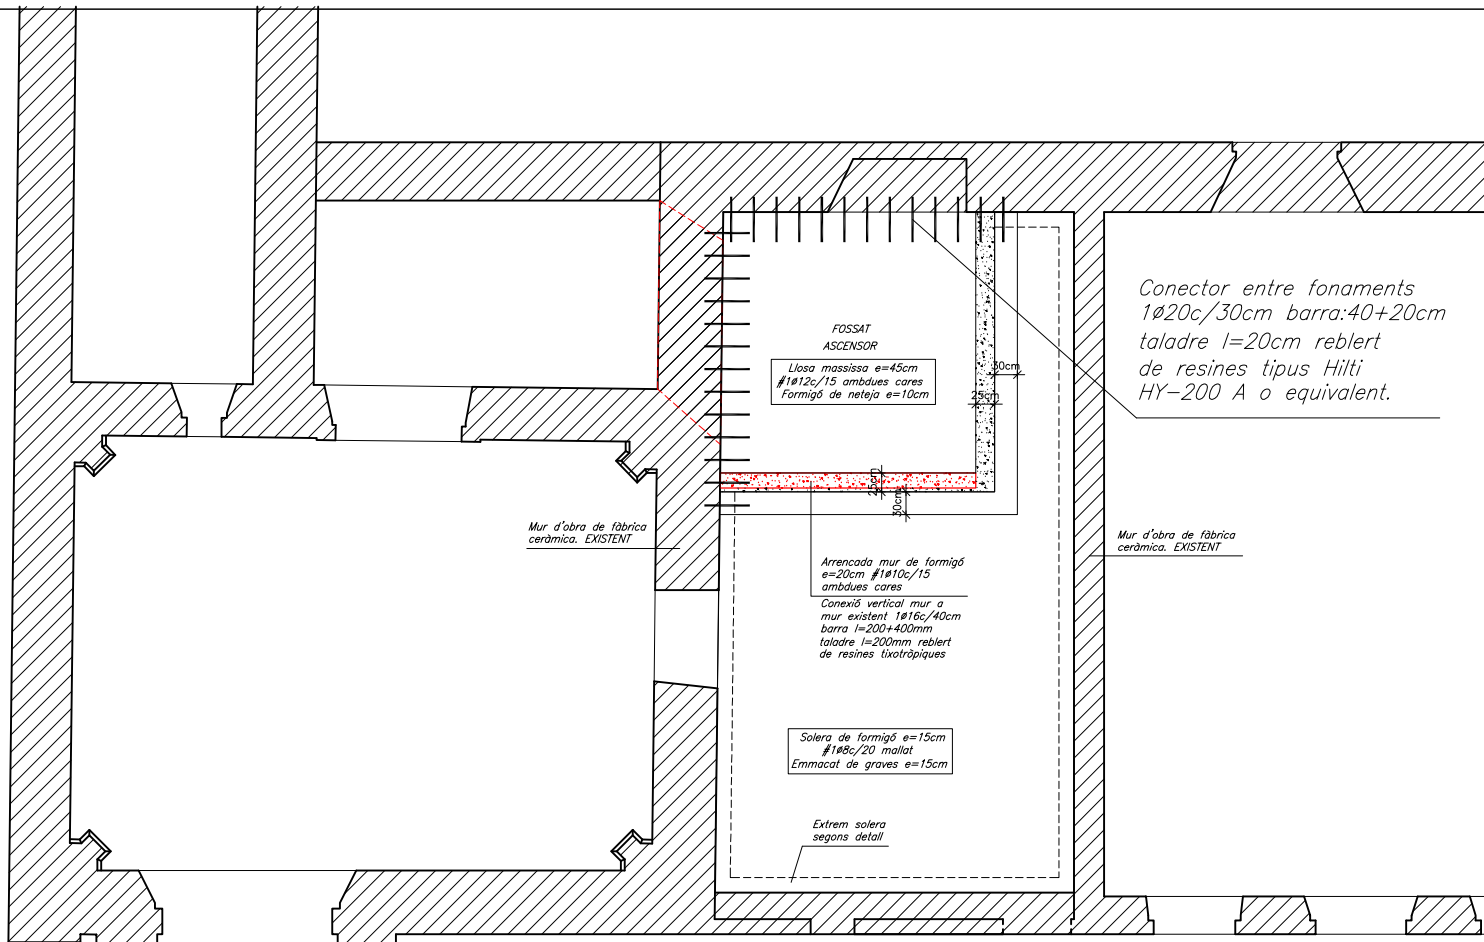 FOSSAT
ASCENSOR
Llosa massissa e=45cm
#1ø12c/15 ambdues cares
Formigó de neteja e=10cm
30cm
25cm
25cm
30cm
Conector entre fonaments
1ø20c/30cm barra:40+20cm
taladre l=20cm reblert
de resines tipus Hilti
HY-200 A o equivalent.
Mur d'obra de fàbrica
ceràmica. EXISTENT
Mur d'obra de fàbrica
ceràmica. EXISTENT
Arrencada mur de formigó
e=20cm #1ø10c/15
ambdues cares
Conexió vertical mur a
mur existent 1ø16c/40cm
barra l=200+400mm
taladre l=200mm reblert
de resines tixotròpiques
Solera de formigó e=15cm
#1ø8c/20 mallat
Emmacat de graves e=15cm
Extrem solera
segons detall